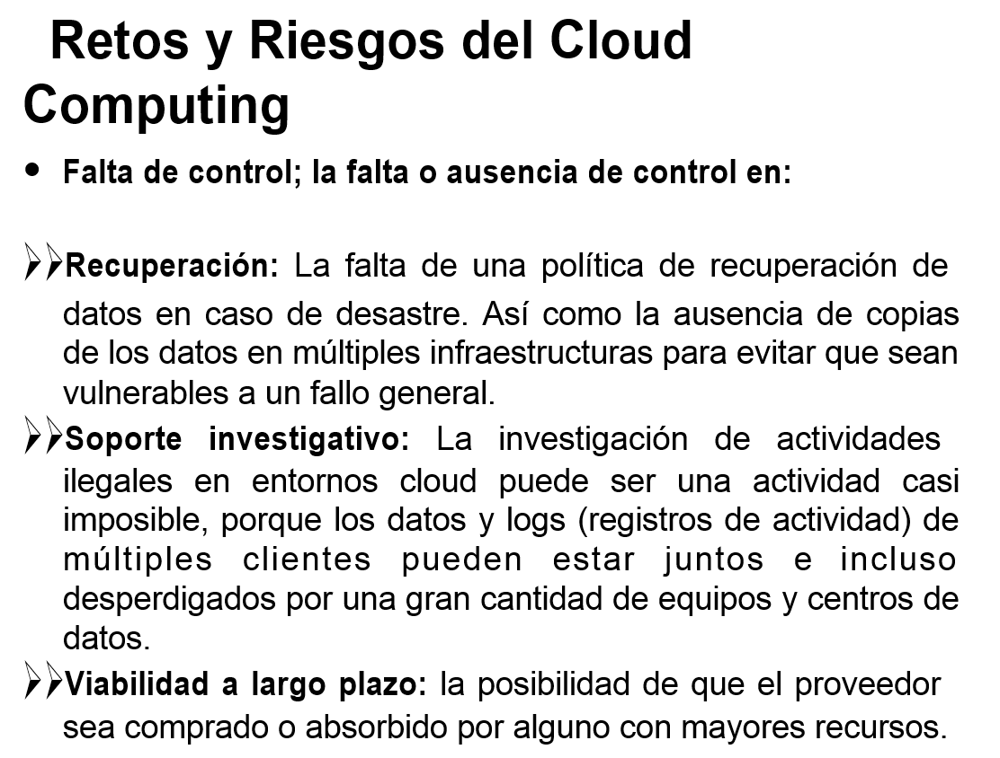 Retos y Riesgos del Cloud
Computing
• Falta de control; la falta o ausencia de control en:
➢➢Recuperación: La falta de una política de recuperación de
datos en caso de desastre. Así como la ausencia de copias
de los datos en múltiples infraestructuras para evitar que sean
vulnerables a un fallo general.
➢➢Soporte investigativo: La investigación de actividades
ilegales en entornos cloud puede ser una actividad casi
imposible, porque los datos y logs (registros de actividad) de
múltiples clientes pueden estar juntos e incluso
desperdigados por una gran cantidad de equipos y centros de
datos.
➢➢Viabilidad a largo plazo: la posibilidad de que el proveedor
sea comprado o absorbido por alguno con mayores recursos.